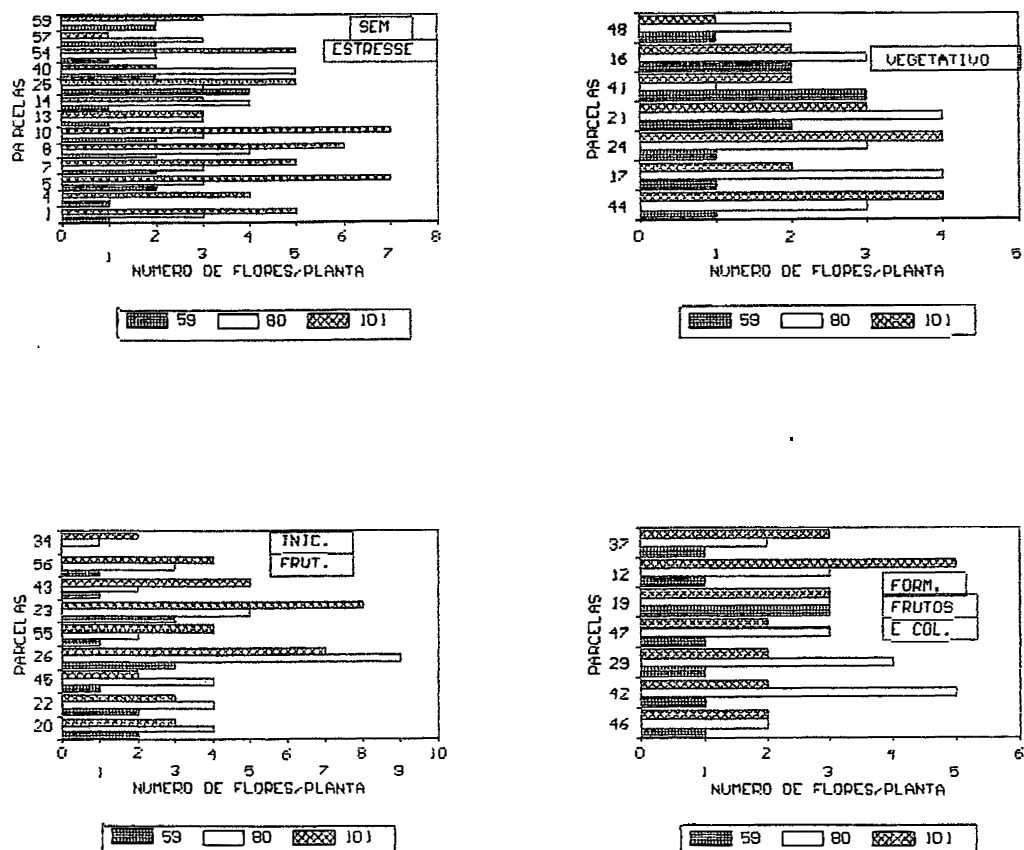 SEM
ESTRESSE
PARCELAS
59
57
54
40
25
14
13
10
8
7
5
4
1
0 1 2 3 4 5 6 7 8
NUMERO DE FLORES/PLANTA
59 80 101
VEGETATIVO
PARCELAS
48
16
41
21
24
17
44
0 1 2 3 4 5
NUMERO DE FLORES/PLANTA
59 80 101
INIC.
FRUT.
PARCELAS
34
56
43
23
55
26
45
22
20
0 1 2 3 4 5 6 7 8 9 10
NUMERO DE FLORES/PLANTA
59 80 101
FORM.
FRUTOS
E COL.
PARCELAS
37
12
19
47
29
42
46
0 1 2 3 4 5 6
NUMERO DE FLORES/PLANTA
59 80 101